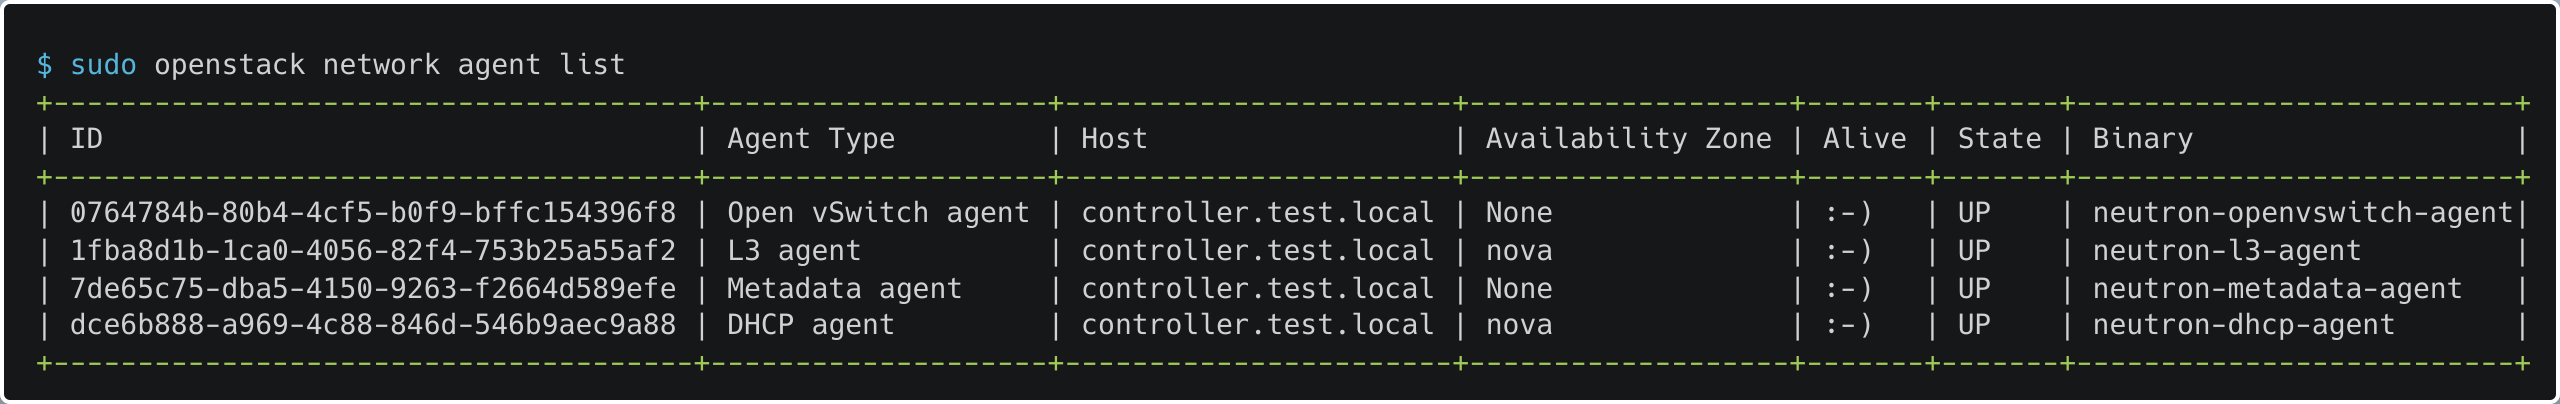 $ sudo openstack network agent list
+--------------------------------------+--------------------+-----------------------+-------------------+-------+-------+--------------------------+
| ID                                   | Agent Type         | Host                  | Availability Zone | Alive | State | Binary                   |
+--------------------------------------+--------------------+-----------------------+-------------------+-------+-------+--------------------------+
| 0764784b-80b4-4cf5-b0f9-bffc154396f8 | Open vSwitch agent | controller.test.local | None              | :-)   | UP    | neutron-openvswitch-agent|
| 1fba8d1b-1ca0-4056-82f4-753b25a55af2 | L3 agent           | controller.test.local | nova              | :-)   | UP    | neutron-l3-agent         |
| 7de65c75-dba5-4150-9263-f2664d589efe | Metadata agent     | controller.test.local | None              | :-)   | UP    | neutron-metadata-agent   |
| dce6b888-a969-4c88-846d-546b9aec9a88 | DHCP agent         | controller.test.local | nova              | :-)   | UP    | neutron-dhcp-agent       |
+--------------------------------------+--------------------+-----------------------+-------------------+-------+-------+--------------------------+